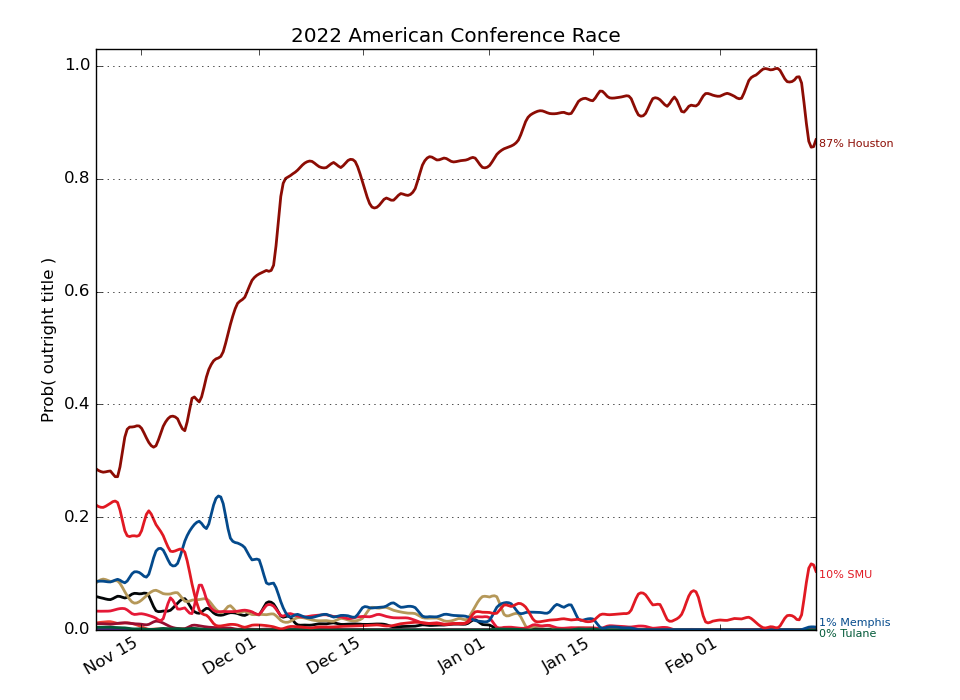 2022 American Conference Race
Prob( outright title )
1.0
0.8
0.6
0.4
0.2
0.0
87% Houston
10% SMU
1% Memphis
0% Tulane
Nov 15
Dec 01
Dec 15
Jan 01
Jan 15
Feb 01